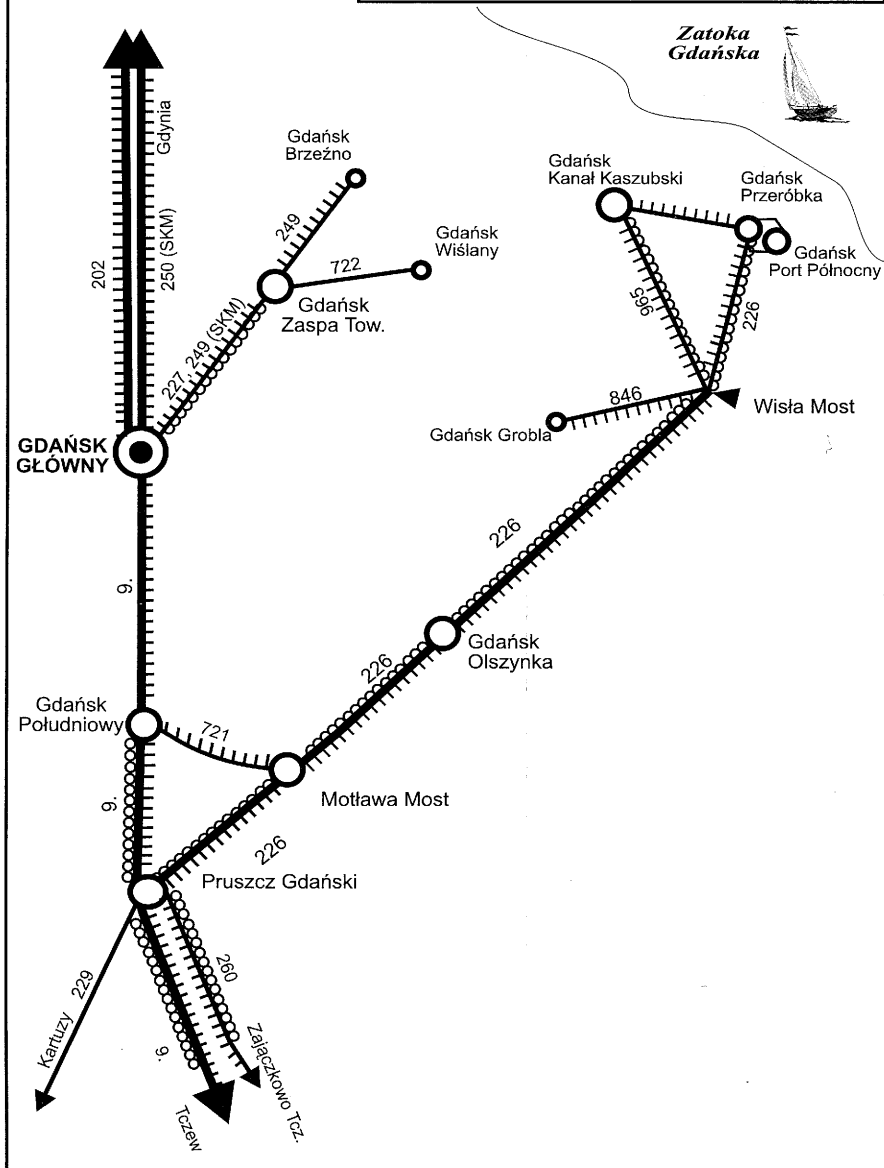 Zatoka
Gdańska
Gdynia
202
250 (SKM)
Gdańsk
Brzeźno
249
Gdańsk
Wiślany
722
Gdańsk
Zaspa Tow.
227, 249 (SKM)
Gdańsk
Kanał Kaszubski
Gdańsk
Przeróbka
Gdańsk
Port Północny
965
226
846
Wisła Most
Gdańsk Grobla
GDAŃSK
GŁÓWNY
226
9.
Gdańsk
Olszynka
226
Gdańsk
Południowy
721
Motława Most
9.
226
Pruszcz Gdański
229
Kartuzy
260
9.
Zajączkowo Tcz.
Tczew